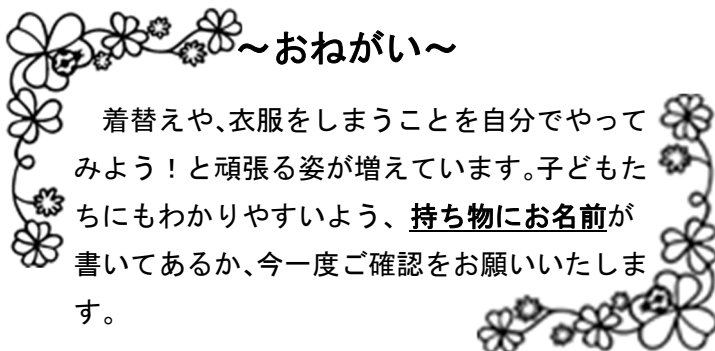 ～おねがい～
　着替えや、衣服をしまうことを自分でやって
みよう！と頑張る姿が増えています。子どもた
ちにもわかりやすいよう、持ち物にお名前が
書いてあるか、今一度ご確認をお願いいたしま
す。